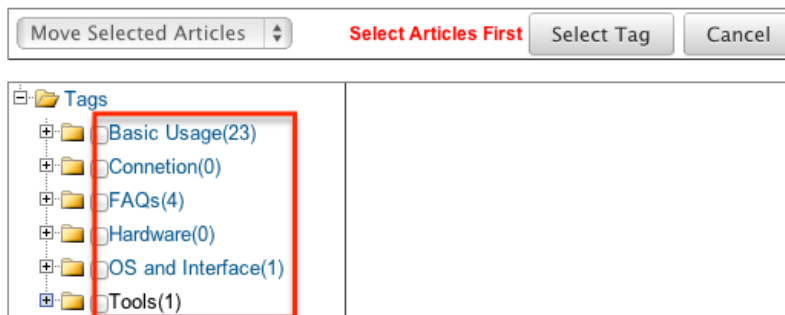 Move Selected Articles Select Articles First Select Tag Cancel
Tags
Basic Usage(23)
Connetion(0)
FAQs(4)
Hardware(0)
OS and Interface(1)
Tools(1)